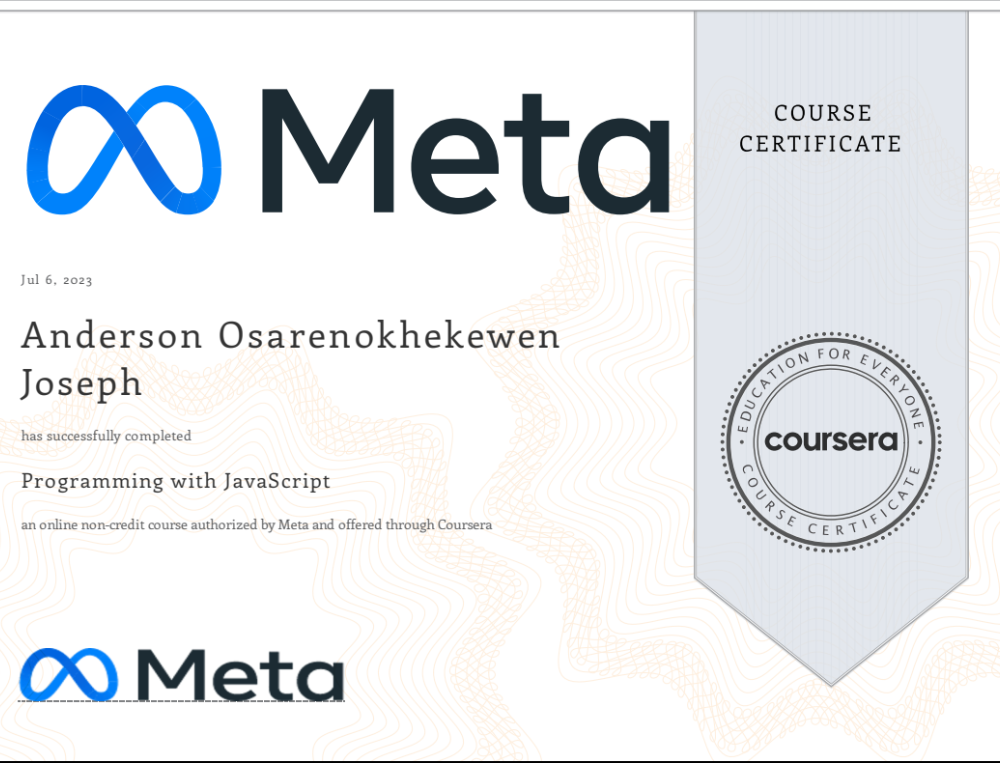 Meta
COURSE
CERTIFICATE
Jul 6, 2023
Anderson Osarenokhekewen
Joseph
has successfully completed
Programming with JavaScript
an online non-credit course authorized by Meta and offered through Coursera
EDUCATION FOR EVERYONE
coursera
COURSE CERTIFICATE
Meta